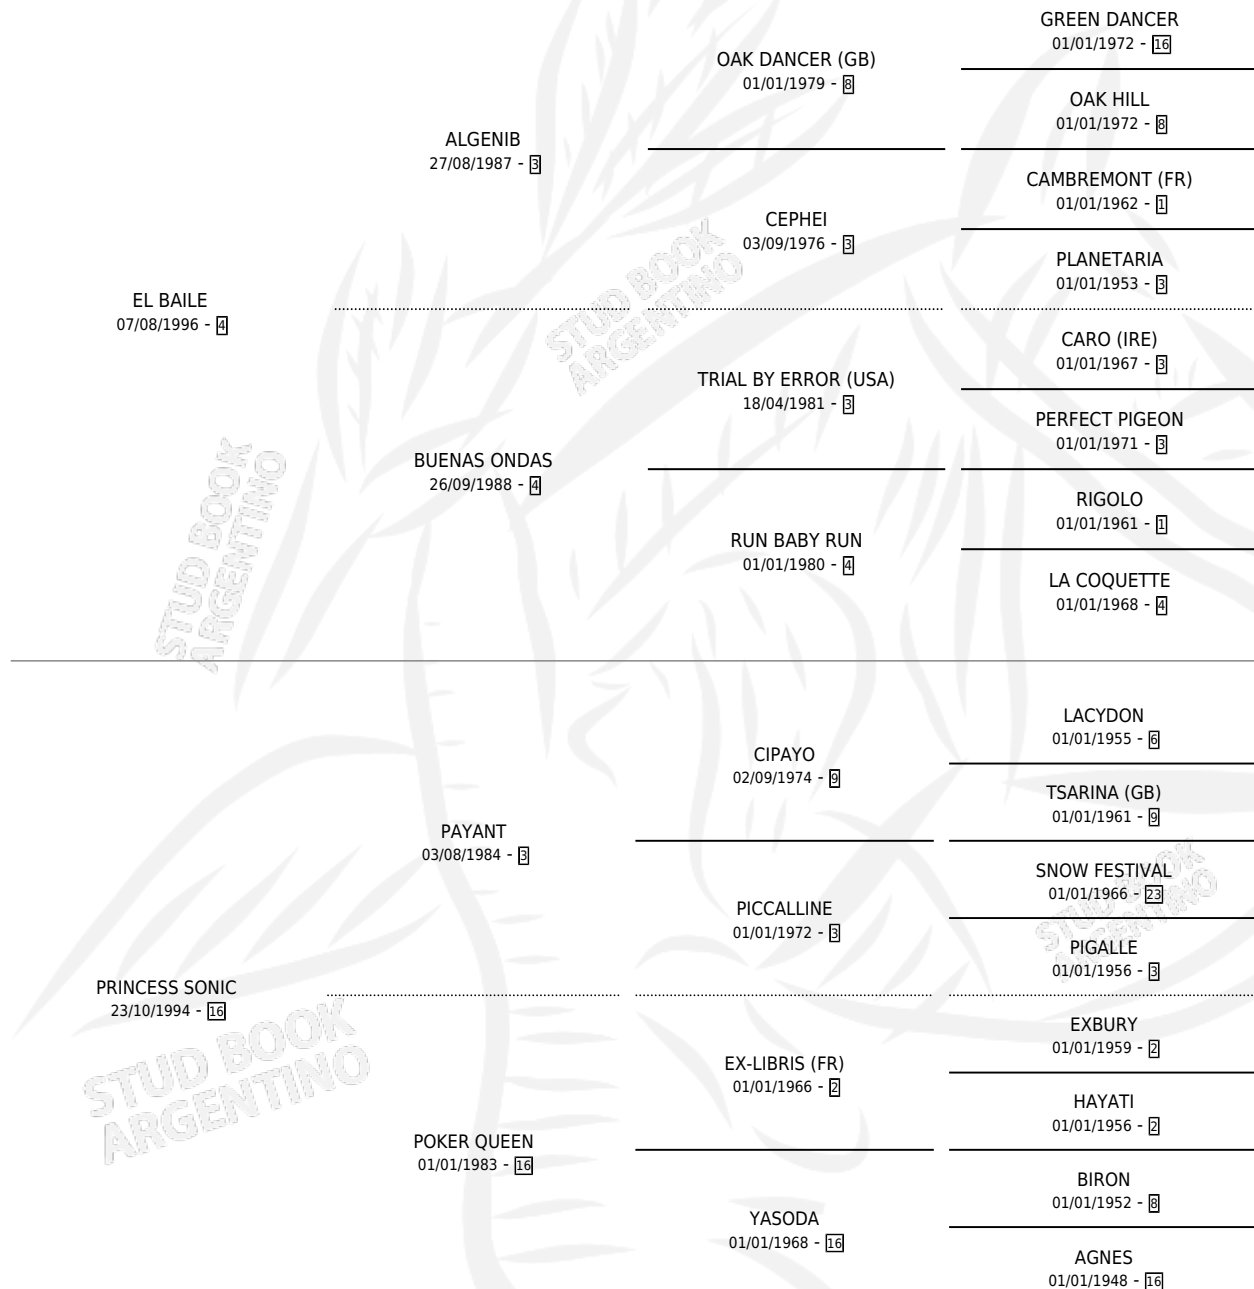 GREEN DANCER
01/01/1972 - 16
OAK DANCER (GB)
01/01/1979 - 8
OAK HILL
01/01/1972 - 8
ALGENIB
27/08/1987 - 3
CAMBREMONT (FR)
01/01/1962 - 1
CEPHEI
03/09/1976 - 3
PLANETARIA
01/01/1953 - 3
EL BAILE
07/08/1996 - 4
CARO (IRE)
01/01/1967 - 3
TRIAL BY ERROR (USA)
18/04/1981 - 3
PERFECT PIGEON
01/01/1971 - 3
BUENAS ONDAS
26/09/1988 - 4
RIGOLO
01/01/1961 - 1
RUN BABY RUN
01/01/1980 - 4
LA COQUETTE
01/01/1968 - 4
LACYDON
01/01/1955 - 6
CIPAYO
02/09/1974 - 9
TSARINA (GB)
01/01/1961 - 9
PAYANT
03/08/1984 - 3
SNOW FESTIVAL
01/01/1966 - 23
PICCALLINE
01/01/1972 - 3
PIGALLE
01/01/1956 - 3
PRINCESS SONIC
23/10/1994 - 16
EXBURY
01/01/1959 - 2
EX-LIBRIS (FR)
01/01/1966 - 2
HAYATI
01/01/1956 - 2
POKER QUEEN
01/01/1983 - 16
BIRON
01/01/1952 - 8
YASODA
01/01/1968 - 16
AGNES
01/01/1948 - 16
STUD BOOK
ARGENTINO
STUD BOOK
ARGENTINO
STUD BOOK
ARGENTINO
STUD BOOK
ARGENTINO